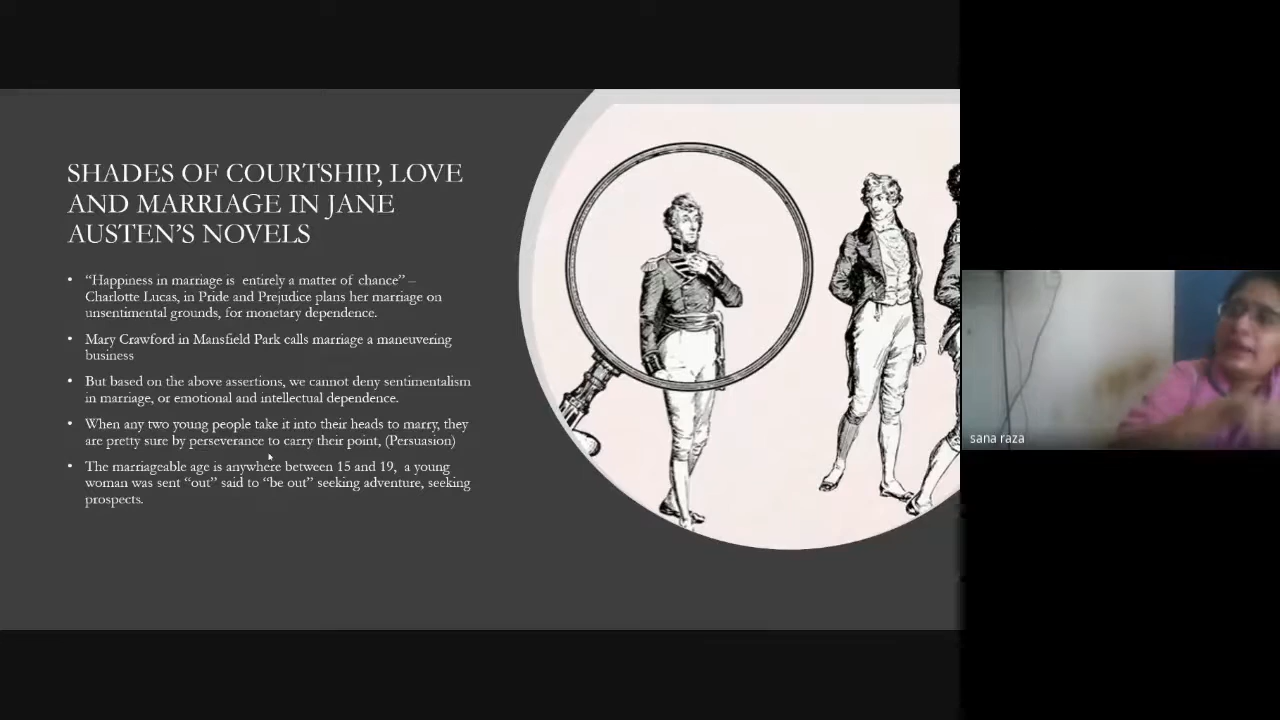 SHADES OF COURTSHIP, LOVE
AND MARRIAGE IN JANE
AUSTEN'S NOVELS
• "Happiness in marriage is entirely a matter of chance" –
Charlotte Lucas, in Pride and Prejudice plans her marriage on
unsentimental grounds, for monetary dependence.
• Mary Crawford in Mansfield Park calls marriage a maneuvering
business
• But based on the above assertions, we cannot deny sentimentalism
in marriage, or emotional and intellectual dependence.
• When any two young people take it into their heads to marry, they
are pretty sure by perseverance to carry their point, (Persuasion)
• The marriageable age is anywhere between 15 and 19, a young
woman was sent "out" said to "be out" seeking adventure, seeking
prospects.
sana raza